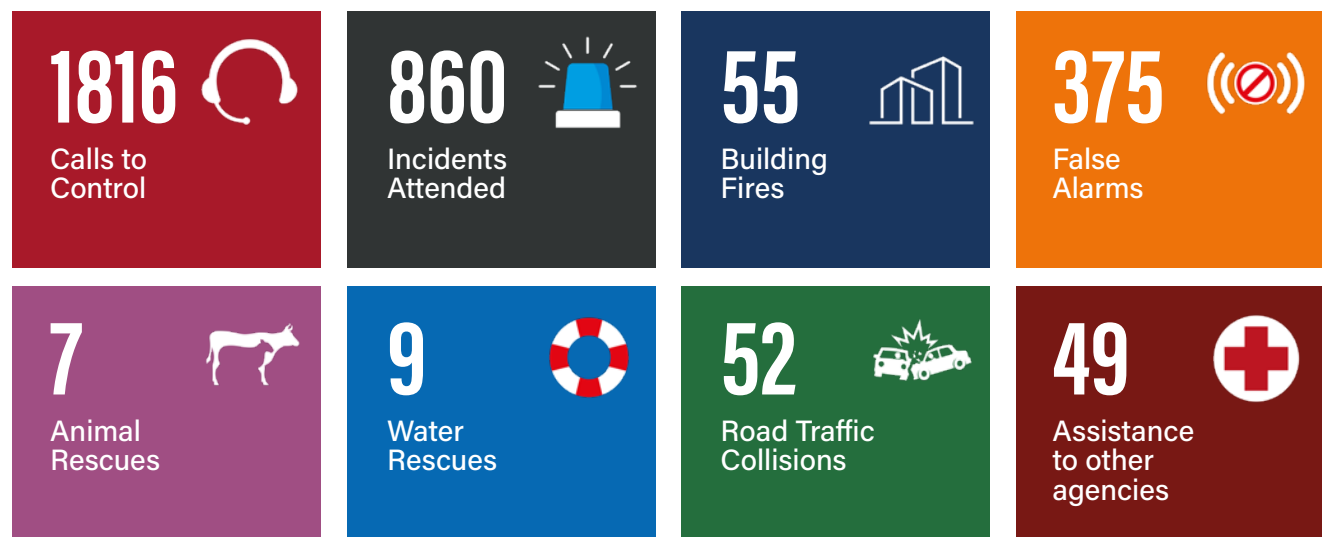 1816
Calls to
Control
860
Incidents
Attended
55
Building
Fires
375
False
Alarms
7
Animal
Rescues
9
Water
Rescues
52
Road Traffic
Collisions
49
Assistance
to other
agencies